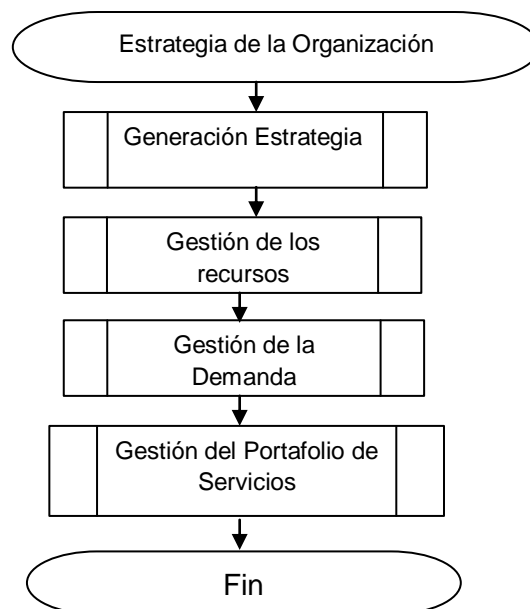 Estrategia de la Organización
Generación Estrategia
Gestión de los
recursos
Gestión de la
Demanda
Gestión del Portafolio de
Servicios
Fin